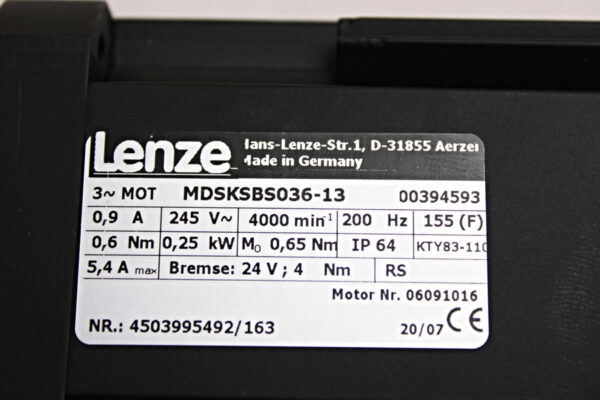 Lenze
Hans-Lenze-Str.1, D-31855 Aerzen
Made in Germany
3~ MOT MDSKSBS036-13 00394593
0,9 A 245 V~ 4000 min-1 200 Hz 155 (F)
0,6 Nm 0,25 kW M0 0,65 Nm IP 64 KTY83-110
5,4 A max Bremse: 24 V ; 4 Nm RS
Motor Nr. 06091016
NR.: 4503995492/163 20/07 CE